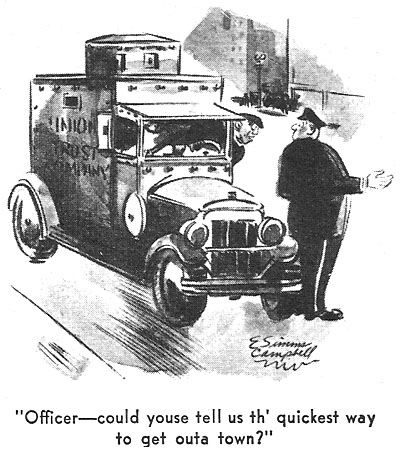 UNION
TRUST
COMPANY
E. Simms
Campbell
"Officer—could youse tell us th' quickest way
to get outa town?"